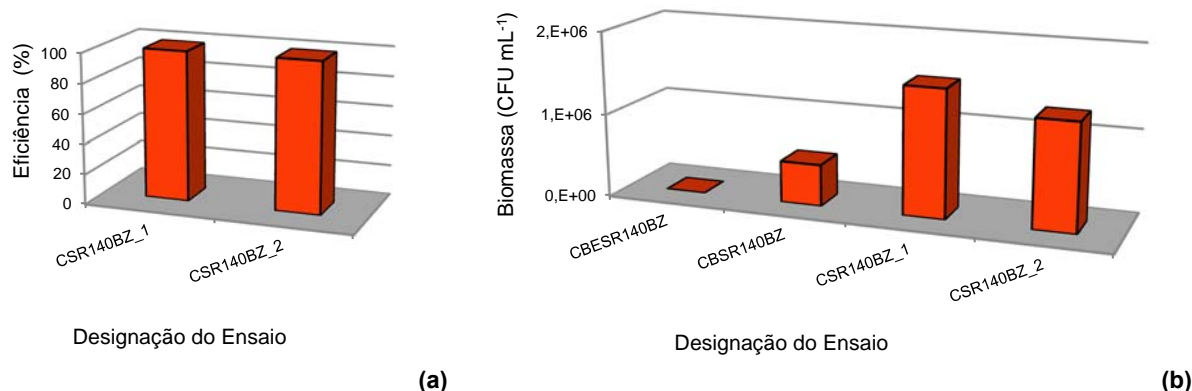 Eficiência (%)
100
80
60
40
20
0
CSR140BZ_1
CSR140BZ_2
Designação do Ensaio
(a)
Biomassa (CFU mL-1)
2,E+06
1,E+06
0,E+00
CBESR140BZ
CBSR140BZ
CSR140BZ_1
CSR140BZ_2
Designação do Ensaio
(b)